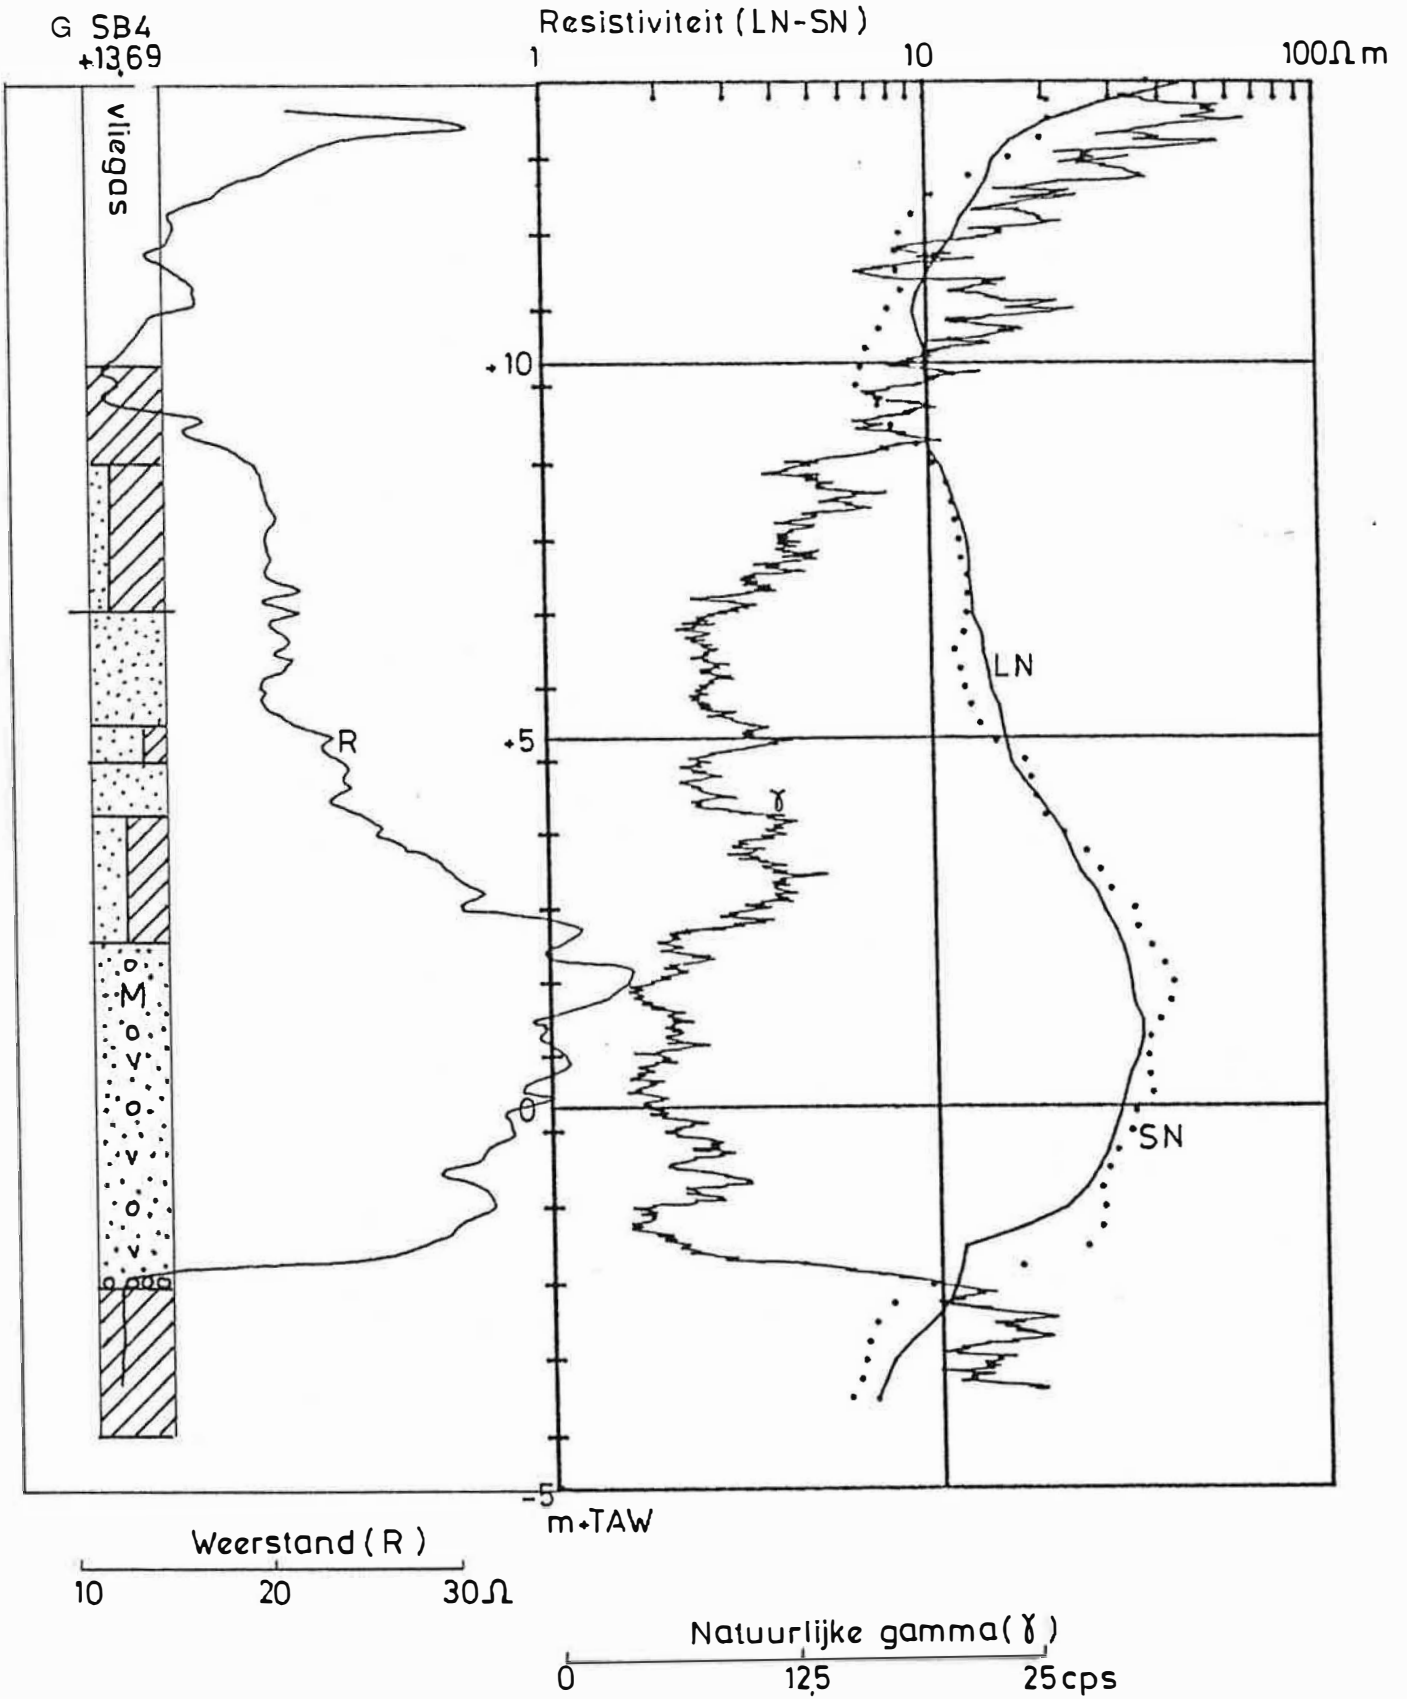 G SB4
+13,69
Resistiviteit (LN-SN)
1 10 100Ωm
vliegas
+10
LN
+5
R
γ
M
o
v
o
v
o
v
0
SN
-5
m+TAW
Weerstand (R)
10 20 30Ω
Natuurlijke gamma (γ)
0 12,5 25cps